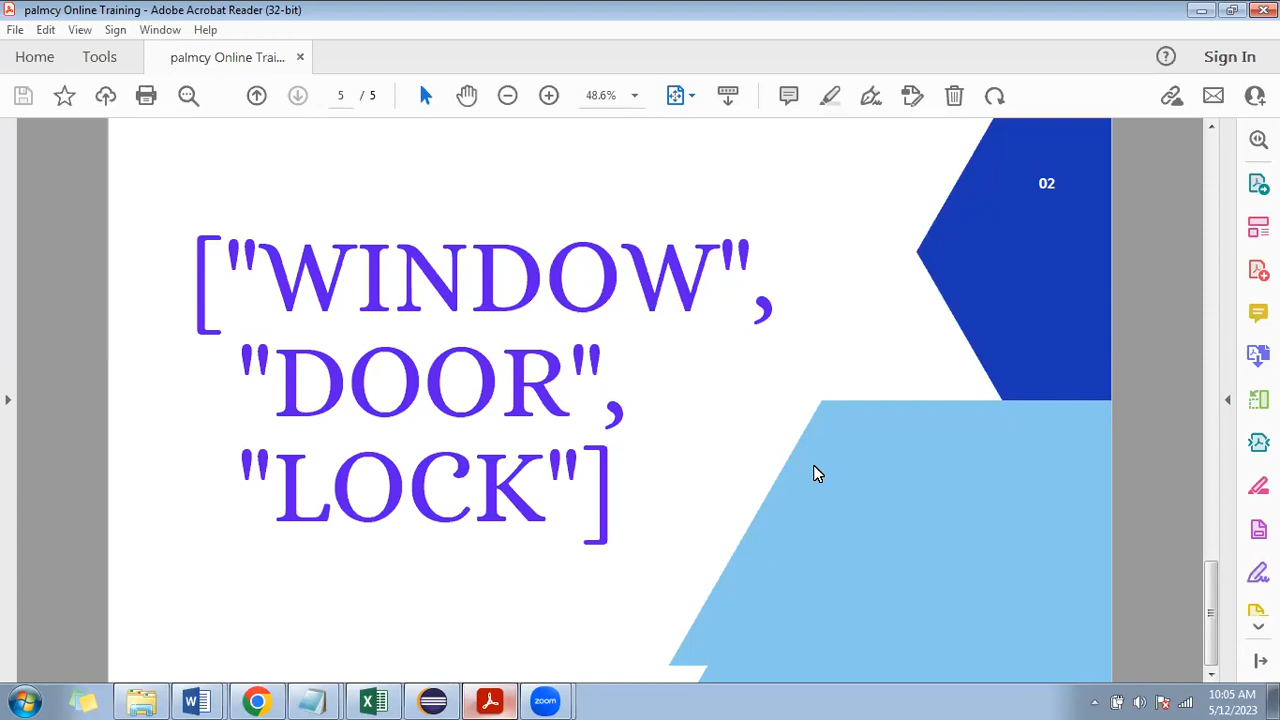 palmcy Online Training - Adobe Acrobat Reader (32-bit)
File Edit View Sign Window Help
Home Tools palmcy Online Trai... × Sign In
5 / 5 48.6%
02
["WINDOW",
"DOOR",
"LOCK"]
zoom
10:05 AM
5/12/2023